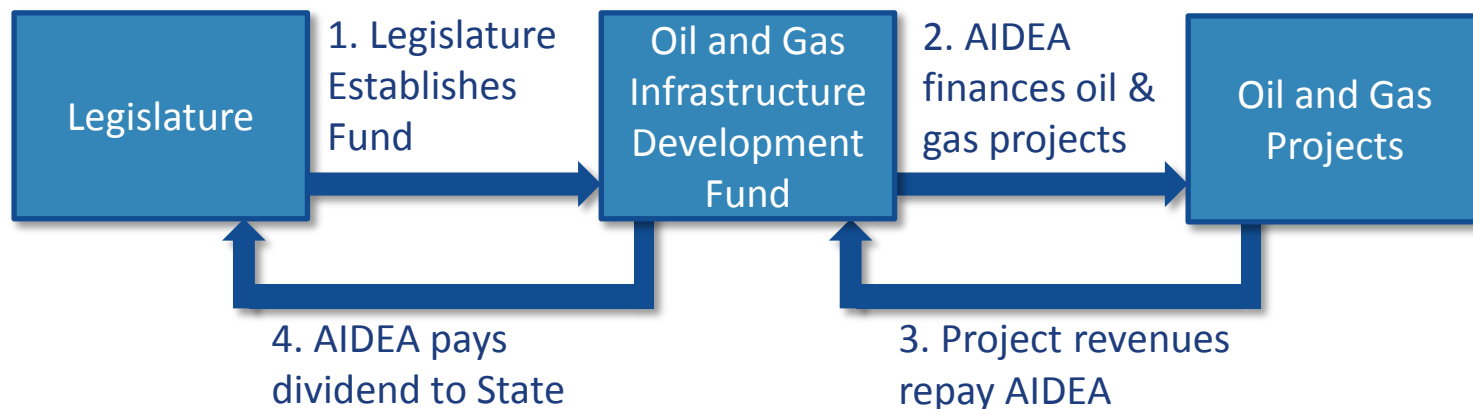 Legislature
1. Legislature
Establishes
Fund
Oil and Gas
Infrastructure
Development
Fund
2. AIDEA
finances oil &
gas projects
Oil and Gas
Projects
4. AIDEA pays
dividend to State
3. Project revenues
repay AIDEA